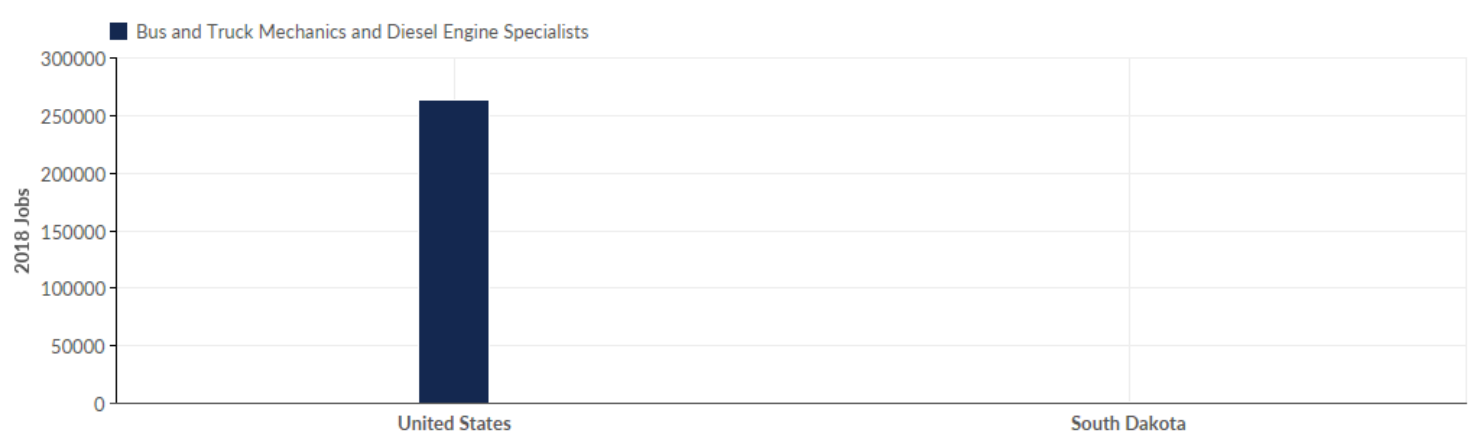 Bus and Truck Mechanics and Diesel Engine Specialists
300000
250000
200000
150000
100000
50000
0
2018 Jobs
United States
South Dakota